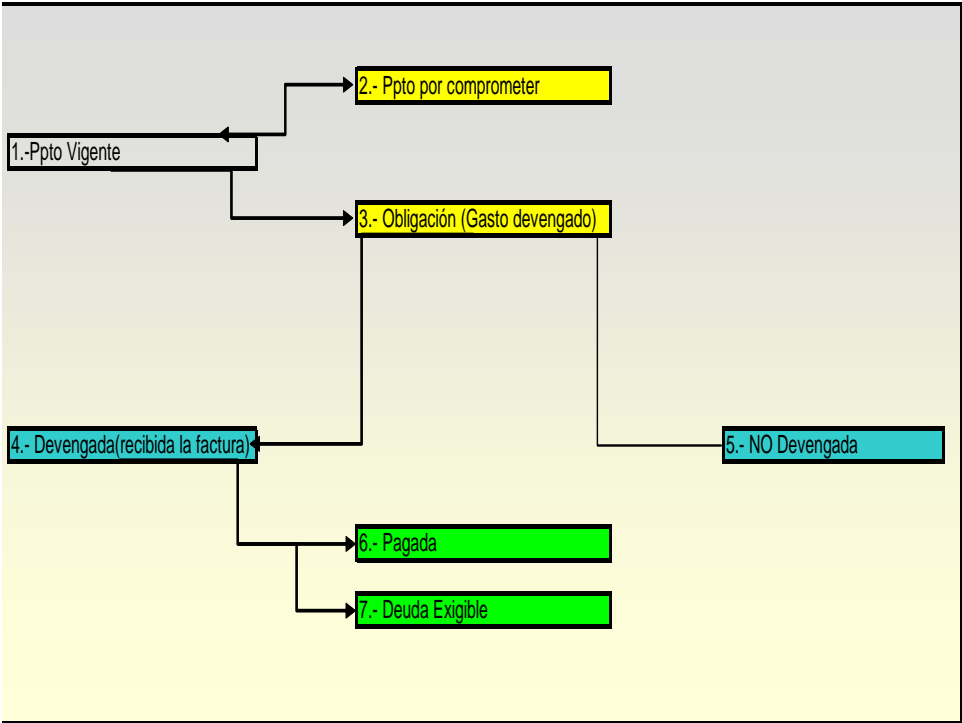 2.- Ppto por comprometer
1.-Ppto Vigente
3.- Obligación (Gasto devengado)
4.- Devengada(recibida la factura)
5.- NO Devengada
6.- Pagada
7.- Deuda Exigible